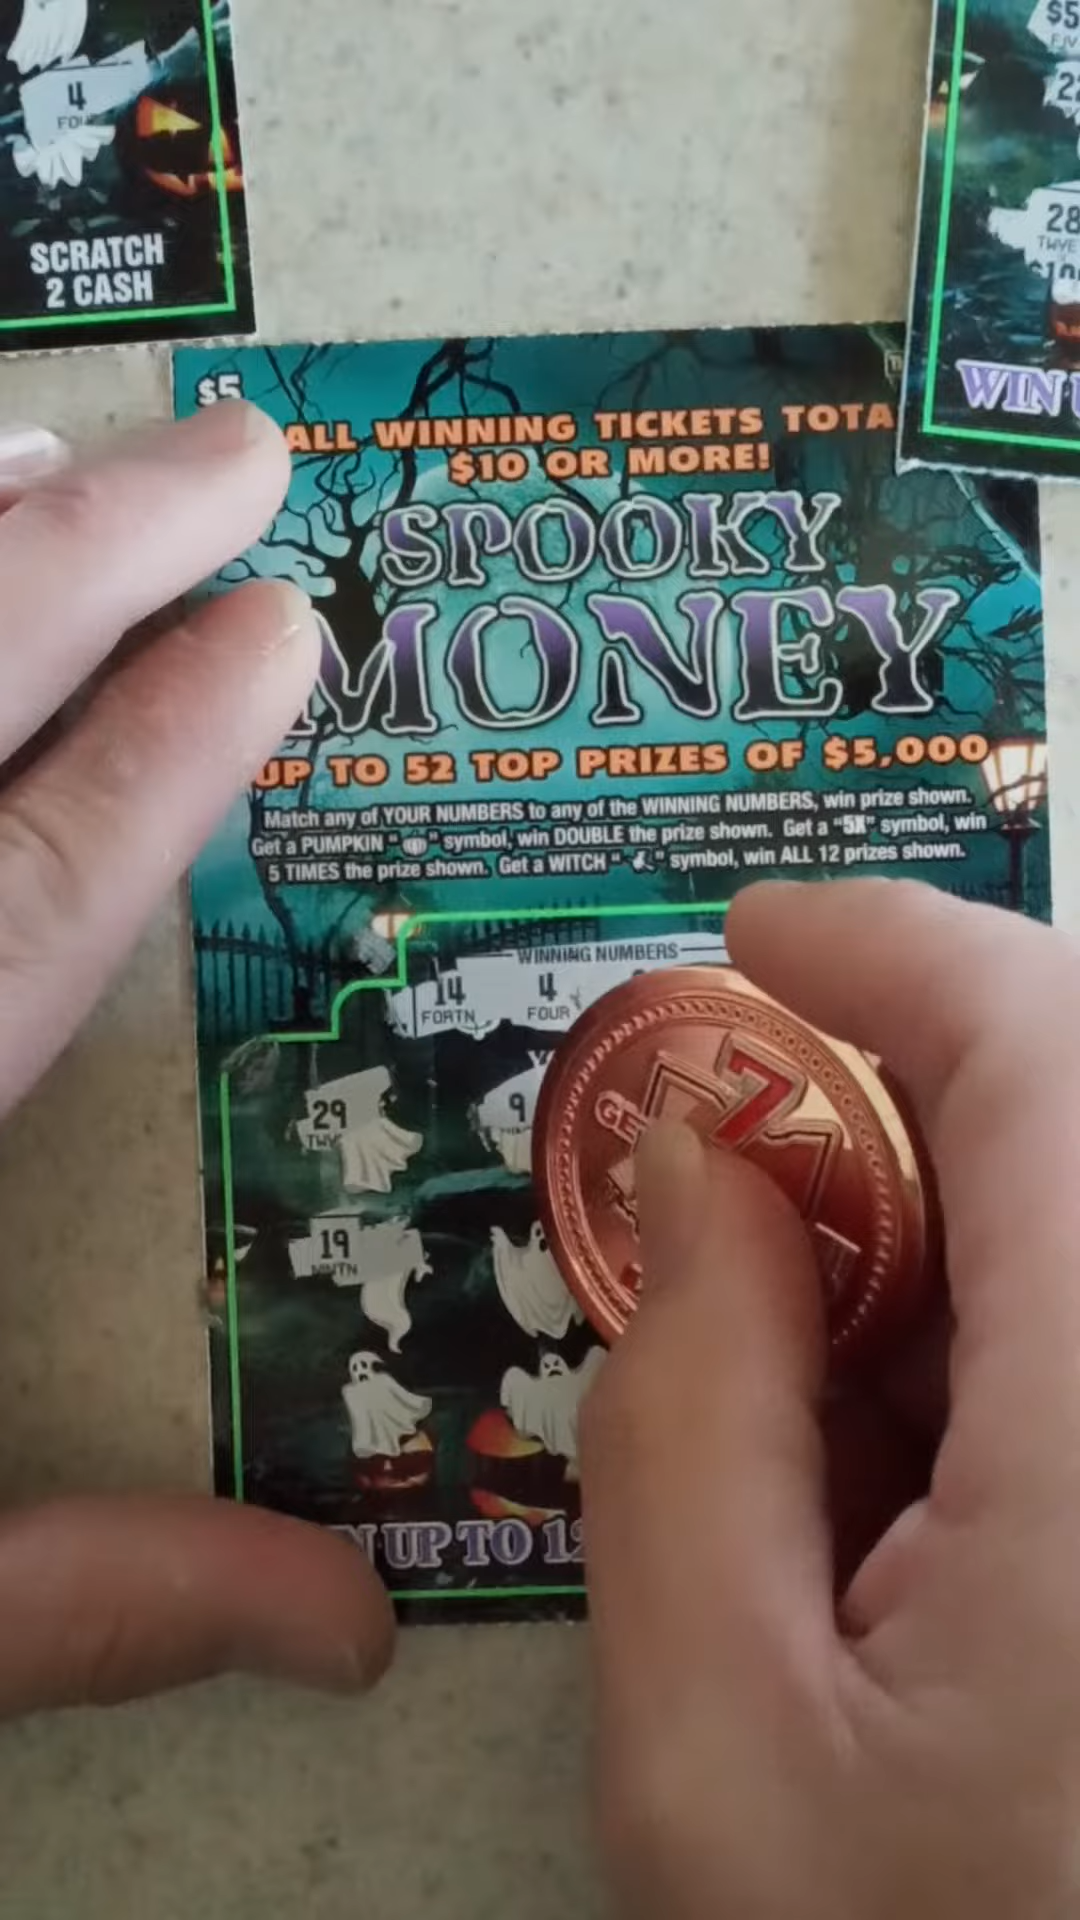 4
SCRATCH
2 CASH
$5
22
28
TWYE
WIN
$5
ALL WINNING TICKETS TOTA
$10 OR MORE!
SPOOKY
MONEY
UP TO 52 TOP PRIZES OF $5,000
Match any of YOUR NUMBERS to any of the WINNING NUMBERS, win prize shown.
Get a PUMPKIN " " symbol, win DOUBLE the prize shown. Get a "5X" symbol, win
5 TIMES the prize shown. Get a WITCH " " symbol, win ALL 12 prizes shown.
WINNING NUMBERS
14 4
FORTN FOUR
29 9
19
NNTN
UP TO 12